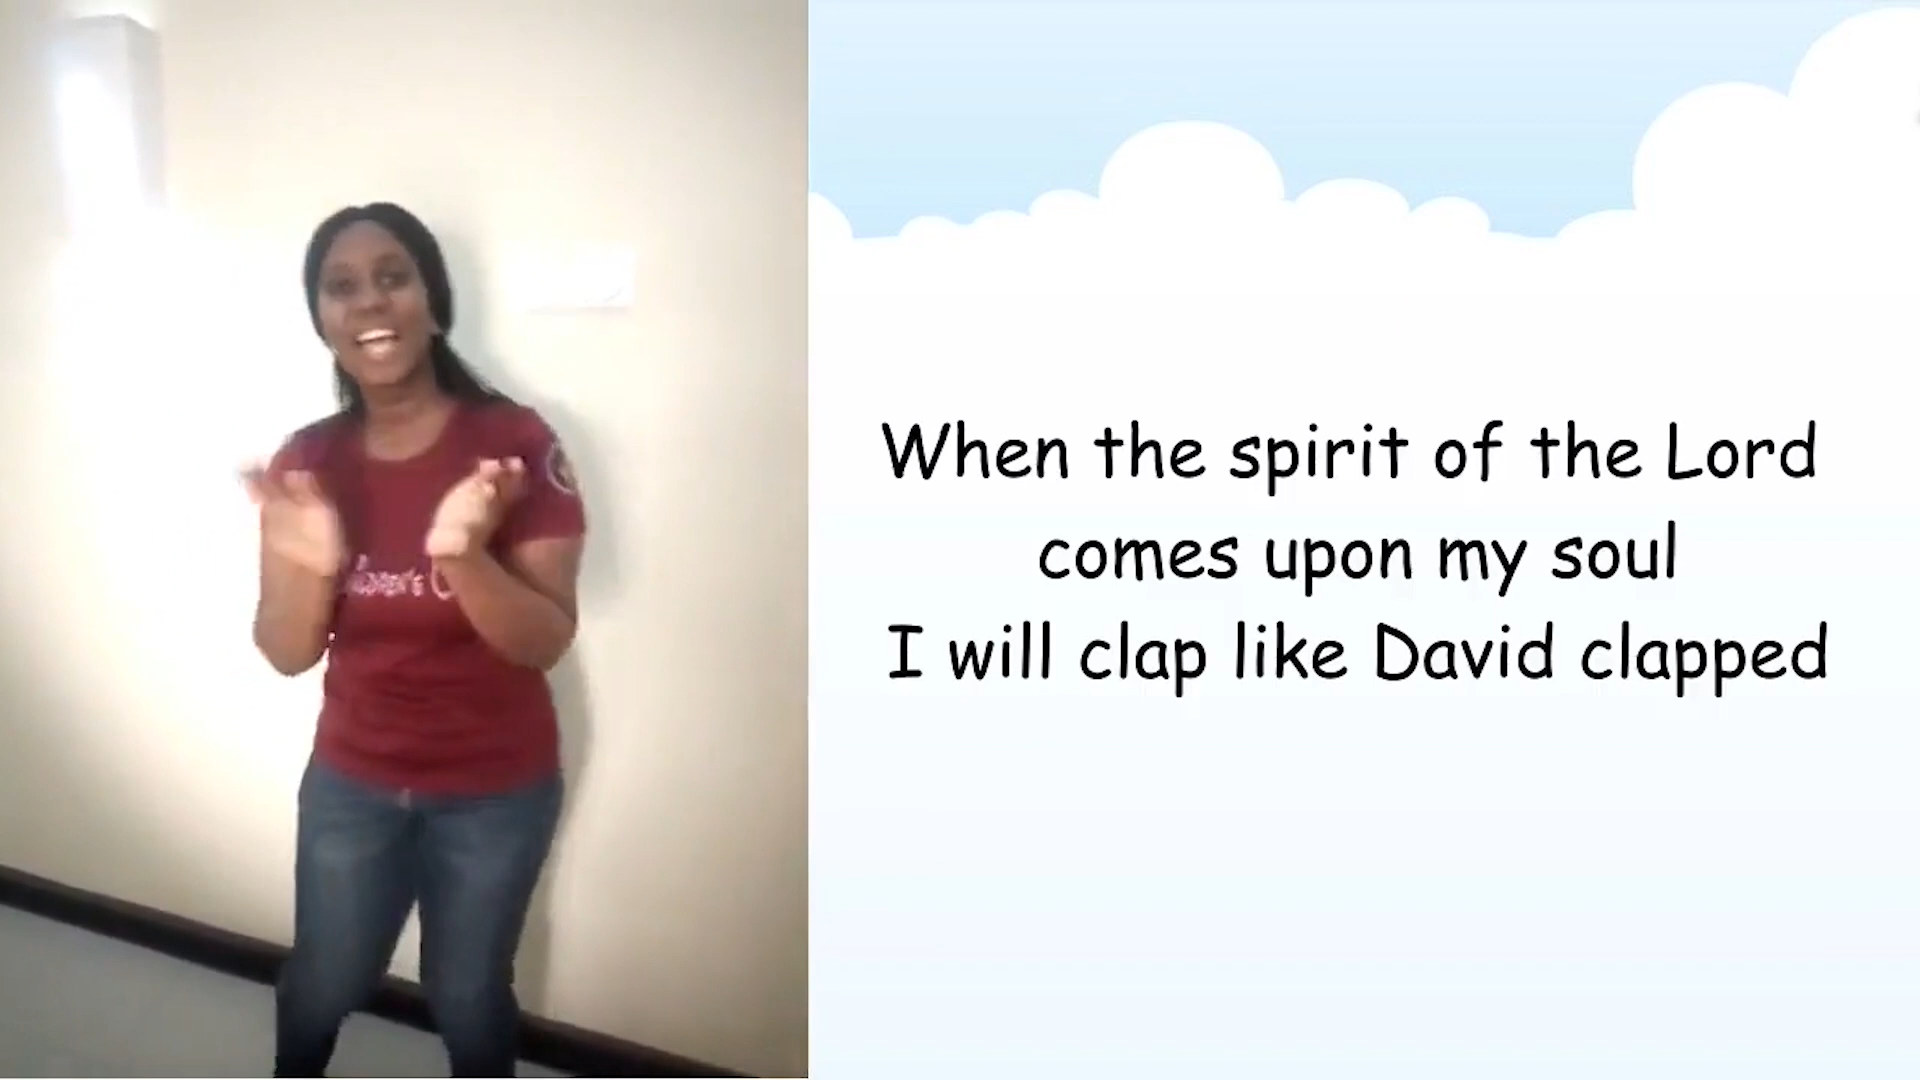 When the spirit of the Lord
comes upon my soul
I will clap like David clapped